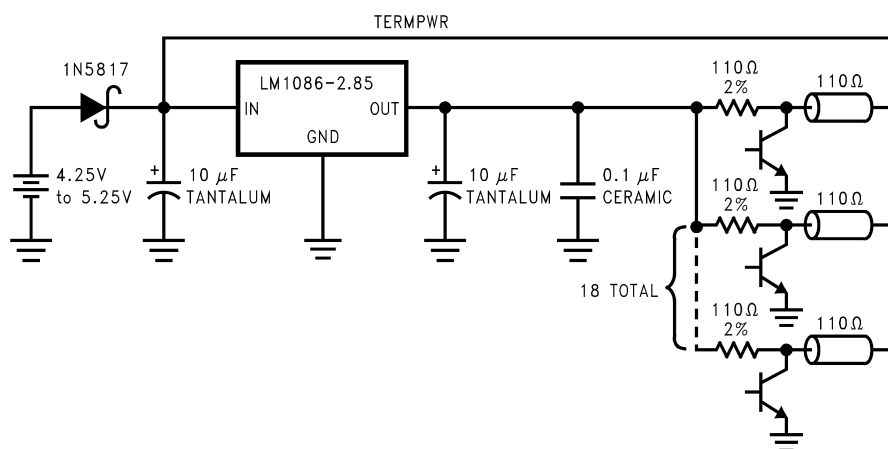 TERMPWR
1N5817
LM1086-2.85
IN
OUT
GND
4.25V
to 5.25V
+
10 μF
TANTALUM
+
10 μF
TANTALUM
0.1 μF
CERAMIC
110Ω
2%
110Ω
110Ω
2%
110Ω
18 TOTAL
110Ω
2%
110Ω